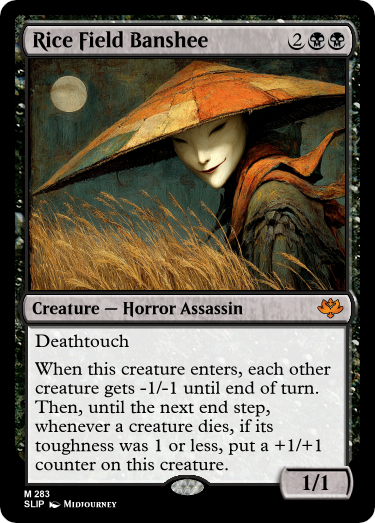 Rice Field Banshee 2
Creature — Horror Assassin
Deathtouch
When this creature enters, each other
creature gets -1/-1 until end of turn.
Then, until the next end step,
whenever a creature dies, if its
toughness was 1 or less, put a +1/+1
counter on this creature.
1/1
M 283
SLIP Midjourney